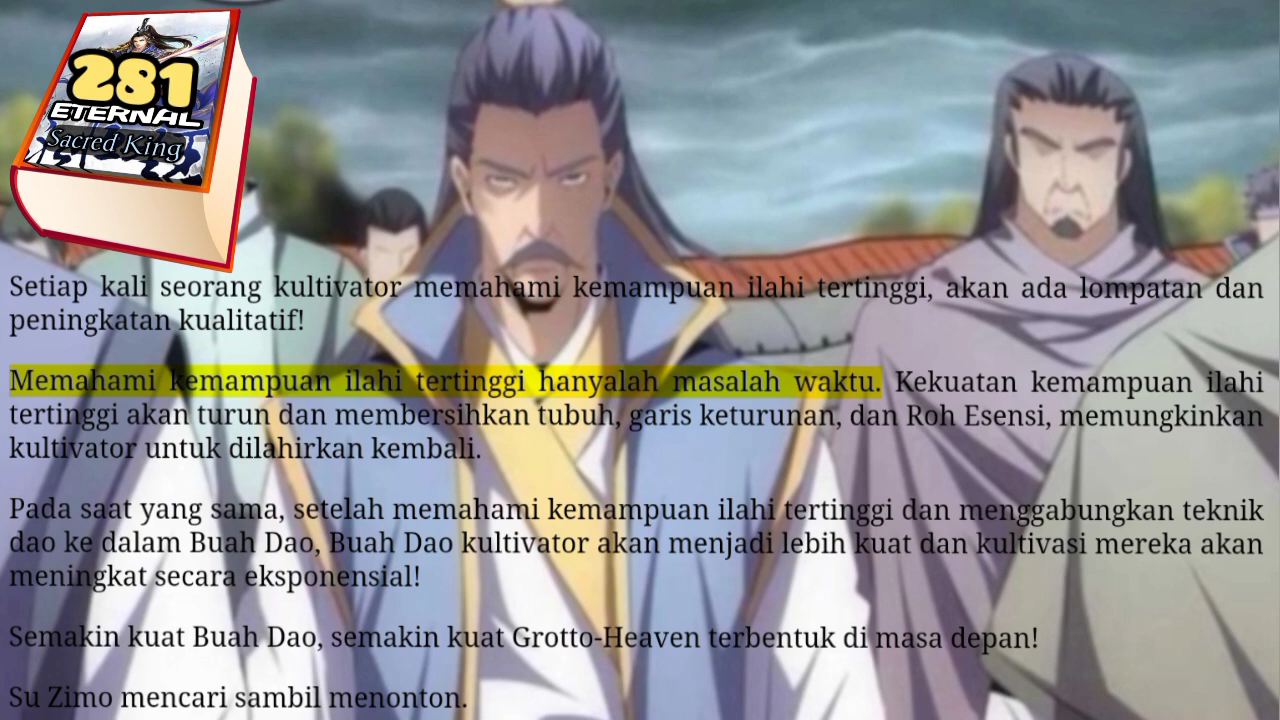 281
ETERNAL
Sacred King
Setiap kali seorang kultivator memahami kemampuan ilahi tertinggi, akan ada lompatan dan
peningkatan kualitatif!
Memahami kemampuan ilahi tertinggi hanyalah masalah waktu. Kekuatan kemampuan ilahi
tertinggi akan turun dan membersihkan tubuh, garis keturunan, dan Roh Esensi, memungkinkan
kultivator untuk dilahirkan kembali.
Pada saat yang sama, setelah memahami kemampuan ilahi tertinggi dan menggabungkan teknik
dao ke dalam Buah Dao, Buah Dao kultivator akan menjadi lebih kuat dan kultivasi mereka akan
meningkat secara eksponensial!
Semakin kuat Buah Dao, semakin kuat Grotto-Heaven terbentuk di masa depan!
Su Zimo mencari sambil menonton.